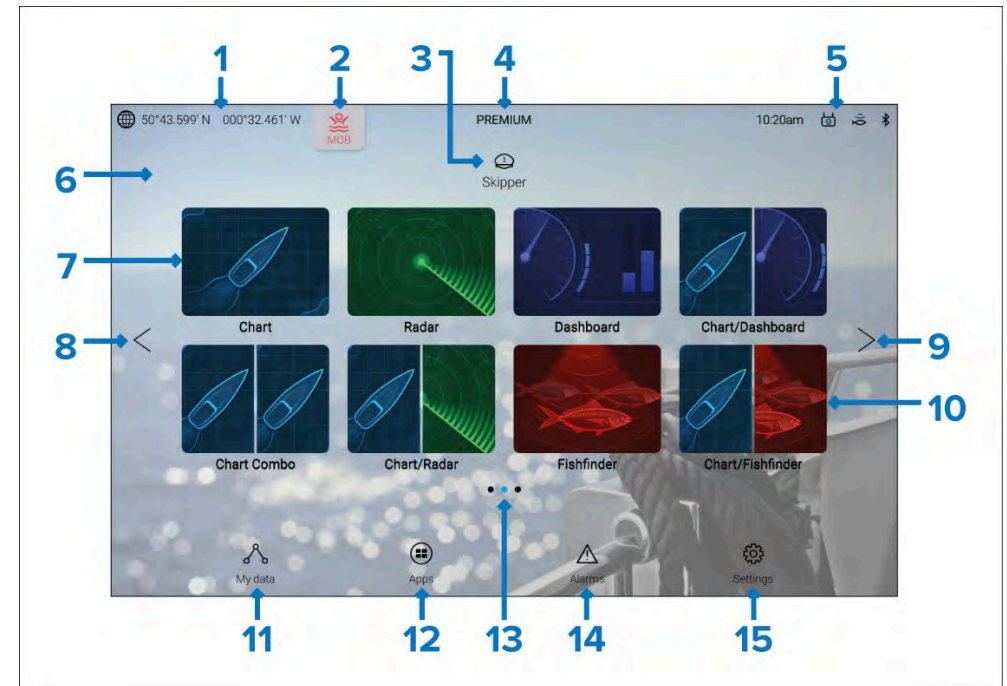 1 2 3 4 5
50°43.599' N 000°32.461' W MOB PREMIUM 10:20am
6 Skipper
7
Chart Radar Dashboard Chart/Dashboard
8 9
10
Chart Combo Chart/Radar Fishfinder Chart/Fishfinder
My data Apps Alarms Settings
11 12 13 14 15